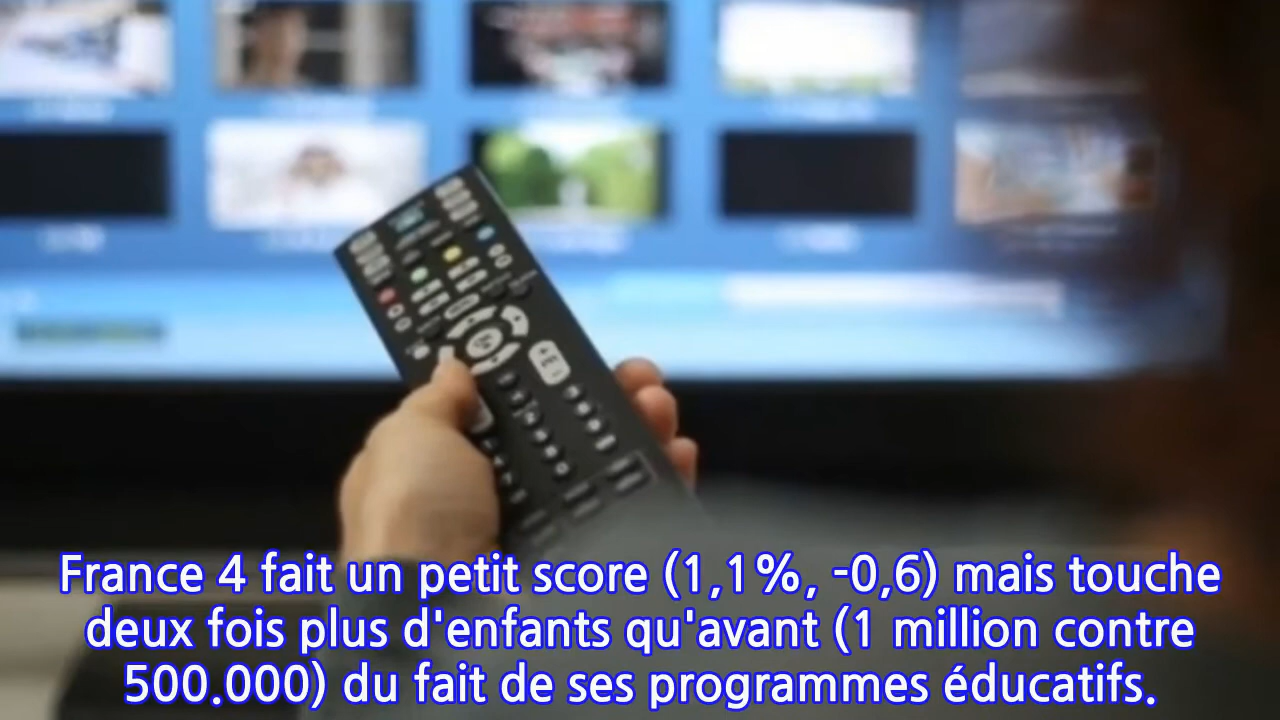 France 4 fait un petit score (1,1%, -0,6) mais touche
deux fois plus d'enfants qu'avant (1 million contre
500.000) du fait de ses programmes éducatifs.